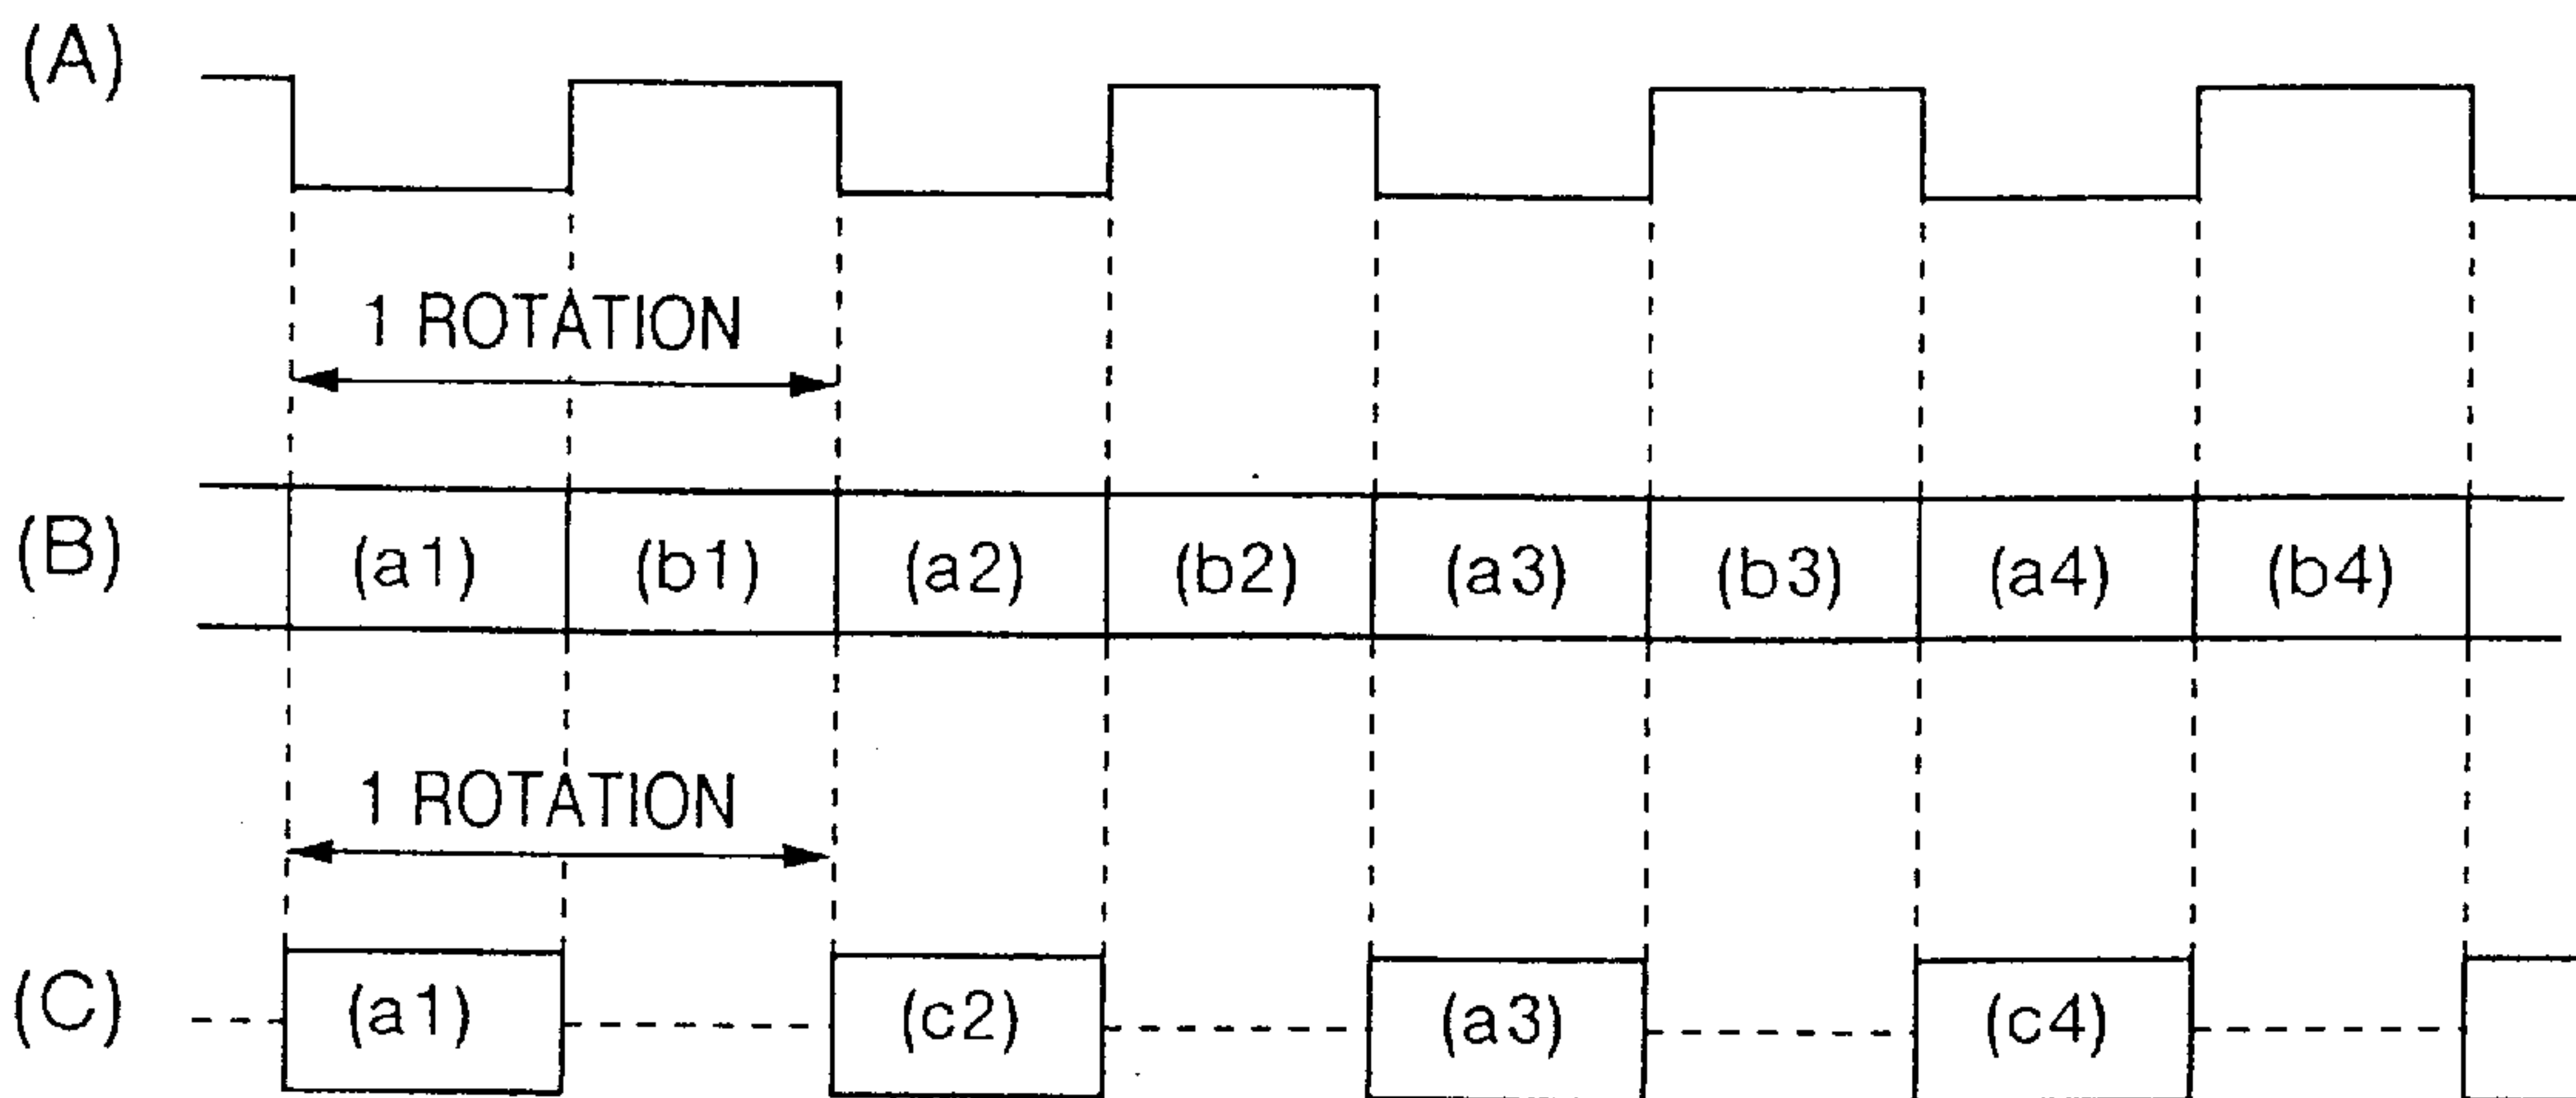 (A)
1 ROTATION
(B) (a1) (b1) (a2) (b2) (a3) (b3) (a4) (b4)
1 ROTATION
(C) (a1) (c2) (a3) (c4)